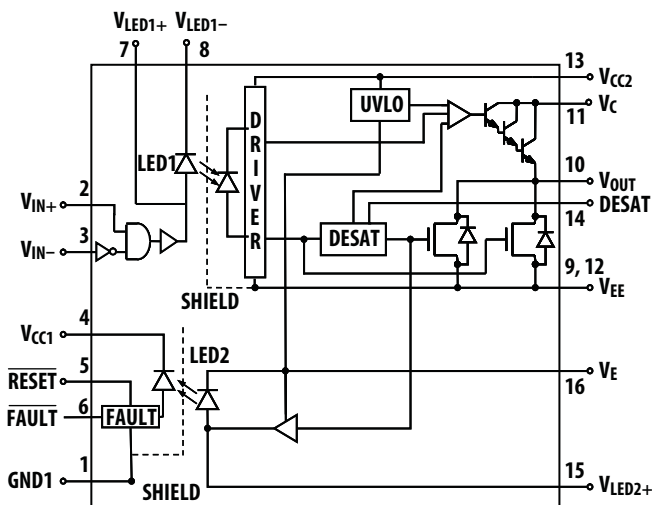 VLED1+ VLED1–
7 8
13
VCC2
UVLO
VC
11
DRIVER
LED1
2
VIN+
10
VOUT
DESAT
14
3
VIN–
DESAT
9, 12
SHIELD
VEE
4
VCC1
LED2
5
RESET
VE
16
6
FAULT
FAULT
1
GND1
15
SHIELD
VLED2+